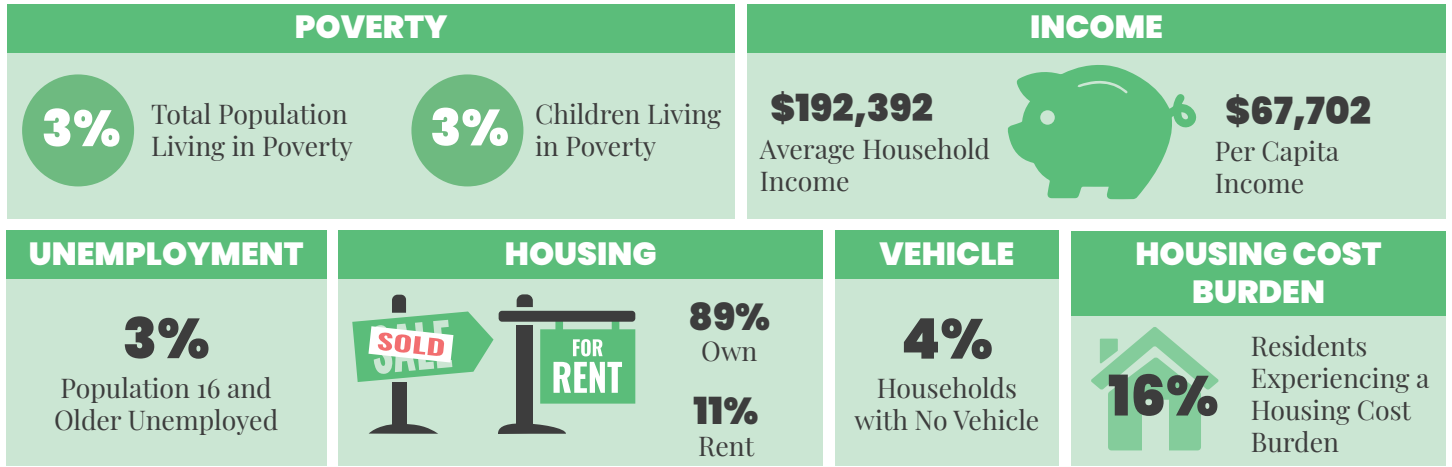 POVERTY
3%
Total Population
Living in Poverty
3%
Children Living
in Poverty
INCOME
$192,392
Average Household
Income
$67,702
Per Capita
Income
UNEMPLOYMENT
3%
Population 16 and
Older Unemployed
HOUSING
SALE
SOLD
FOR
RENT
89%
Own
11%
Rent
VEHICLE
4%
Households
with No Vehicle
HOUSING COST
BURDEN
16%
Residents
Experiencing a
Housing Cost
Burden